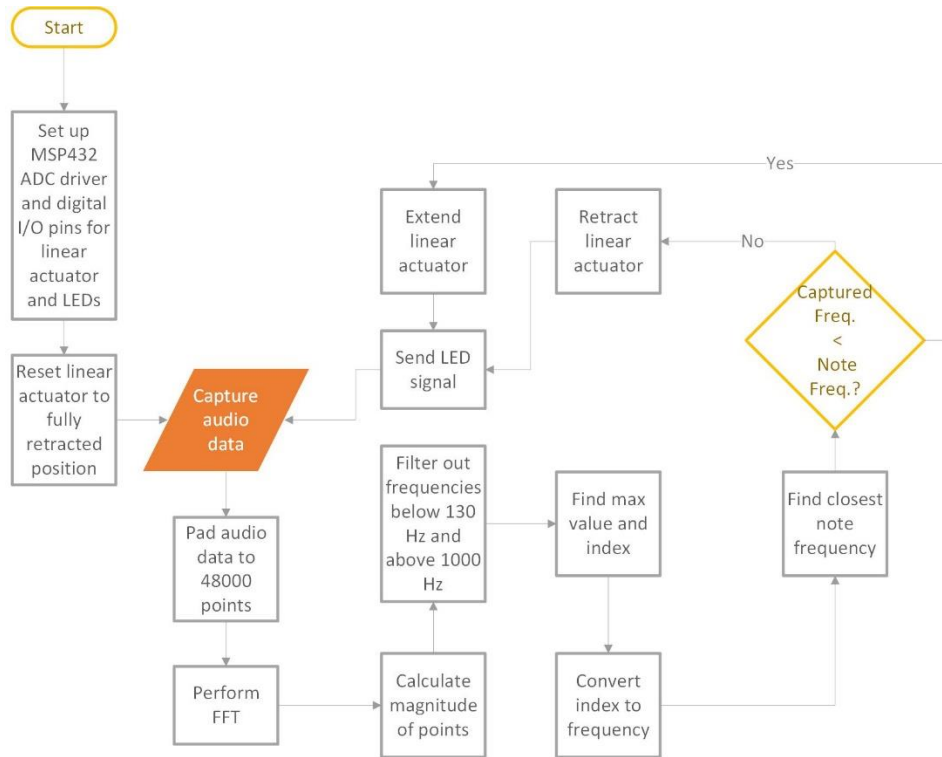 Start
Set up
MSP432
ADC driver
and digital
I/O pins for
linear
actuator
and LEDs
Reset linear
actuator to
fully
retracted
position
Capture
audio
data
Pad audio
data to
48000
points
Perform
FFT
Calculate
magnitude
of points
Filter out
frequencies
below 130
Hz and
above 1000
Hz
Find max
value and
index
Convert
index to
frequency
Find closest
note
frequency
Captured
Freq.
<
Note
Freq.?
No
Retract
linear
actuator
Yes
Extend
linear
actuator
Send LED
signal